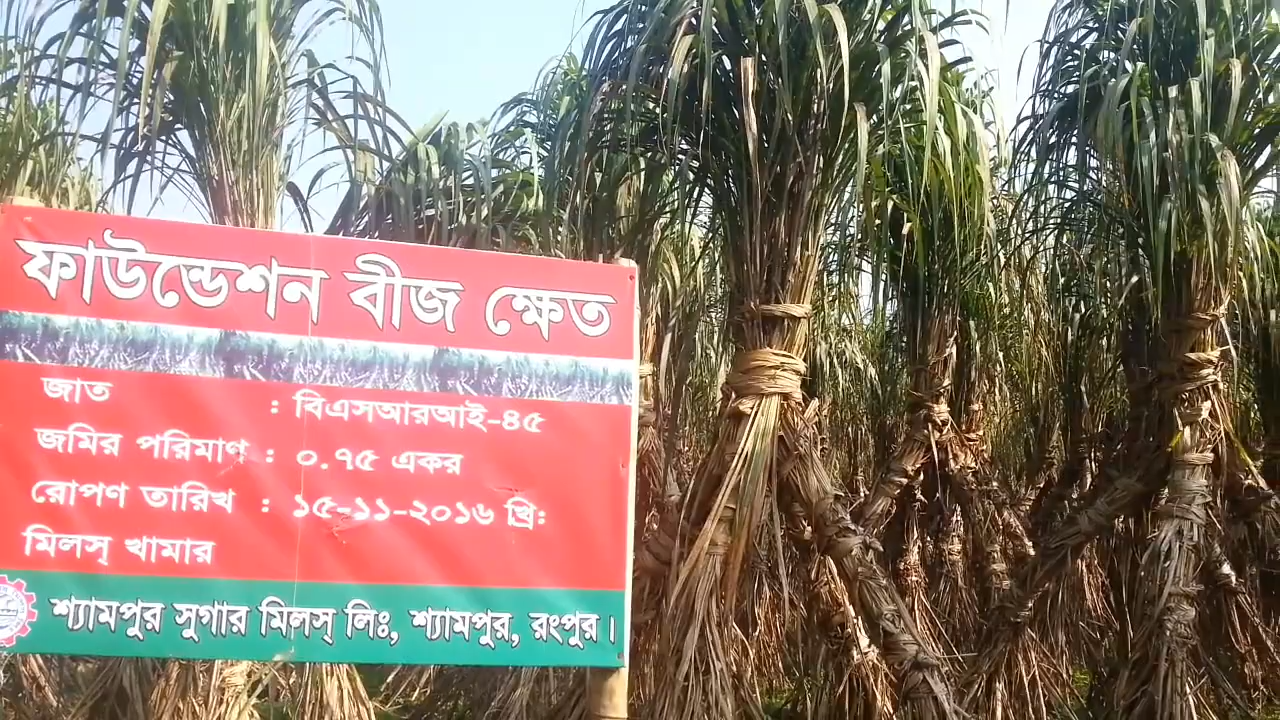 ফাউন্ডেশন বীজ ক্ষেত
জাত : বিএসআরআই-৪৫
জমির পরিমাণ : ০.৭৫ একর
রোপণ তারিখ : ১৫-১১-২০১৬ খ্রি:
মিলস্ খামার
শ্যামপুর সুগার মিলস্ লিঃ, শ্যামপুর, রংপুর।